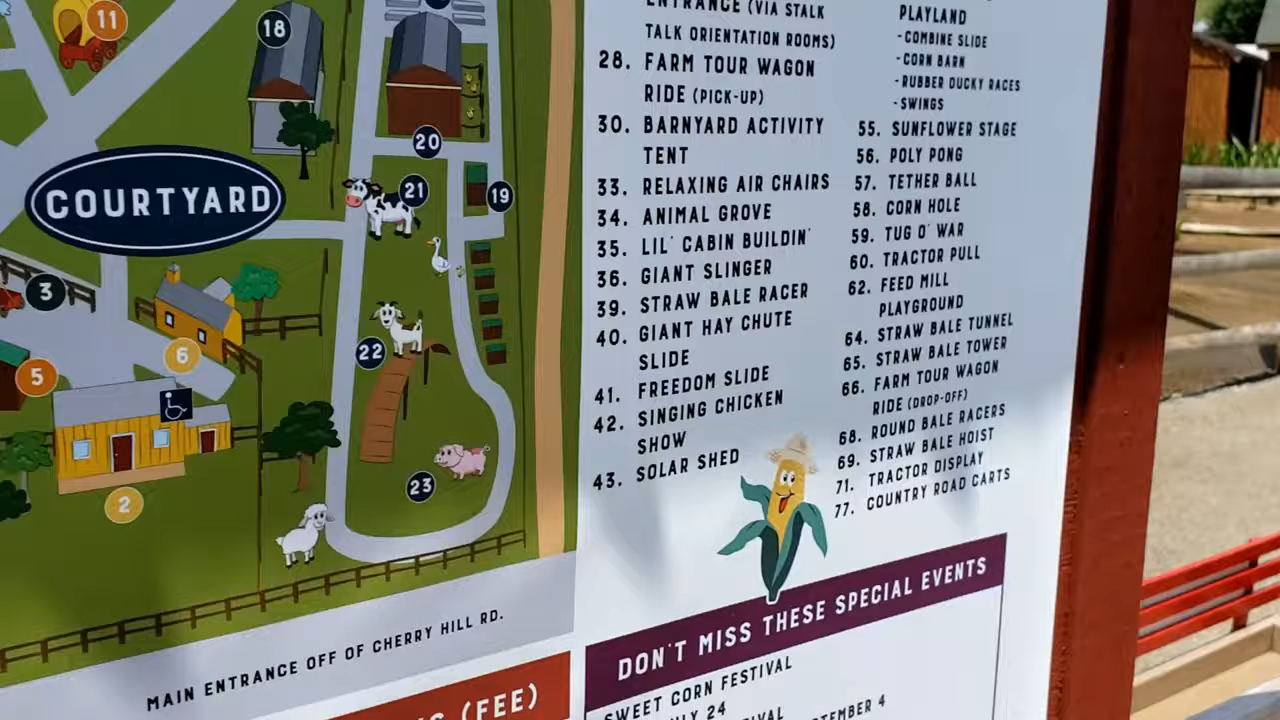 11
18
20
21
19
COURTYARD
3
22
6
5
23
2
MAIN ENTRANCE OFF OF CHERRY HILL RD.
(FEE)
ENTRANCE (VIA STALK
TALK ORIENTATION ROOMS)
28. FARM TOUR WAGON
RIDE (PICK-UP)
30. BARNYARD ACTIVITY
TENT
33. RELAXING AIR CHAIRS
34. ANIMAL GROVE
35. LIL' CABIN BUILDIN'
36. GIANT SLINGER
39. STRAW BALE RACER
40. GIANT HAY CHUTE
SLIDE
41. FREEDOM SLIDE
42. SINGING CHICKEN
SHOW
43. SOLAR SHED
PLAYLAND
- COMBINE SLIDE
- CORN BARN
- RUBBER DUCKY RACES
- SWINGS
55. SUNFLOWER STAGE
56. POLY PONG
57. TETHER BALL
58. CORN HOLE
59. TUG O' WAR
60. TRACTOR PULL
62. FEED MILL
PLAYGROUND
64. STRAW BALE TUNNEL
65. STRAW BALE TOWER
66. FARM TOUR WAGON
RIDE (DROP-OFF)
68. ROUND BALE RACERS
69. STRAW BALE HOIST
71. TRACTOR DISPLAY
77. COUNTRY ROAD CARTS
DON'T MISS THESE SPECIAL EVENTS
SWEET CORN FESTIVAL
24
4